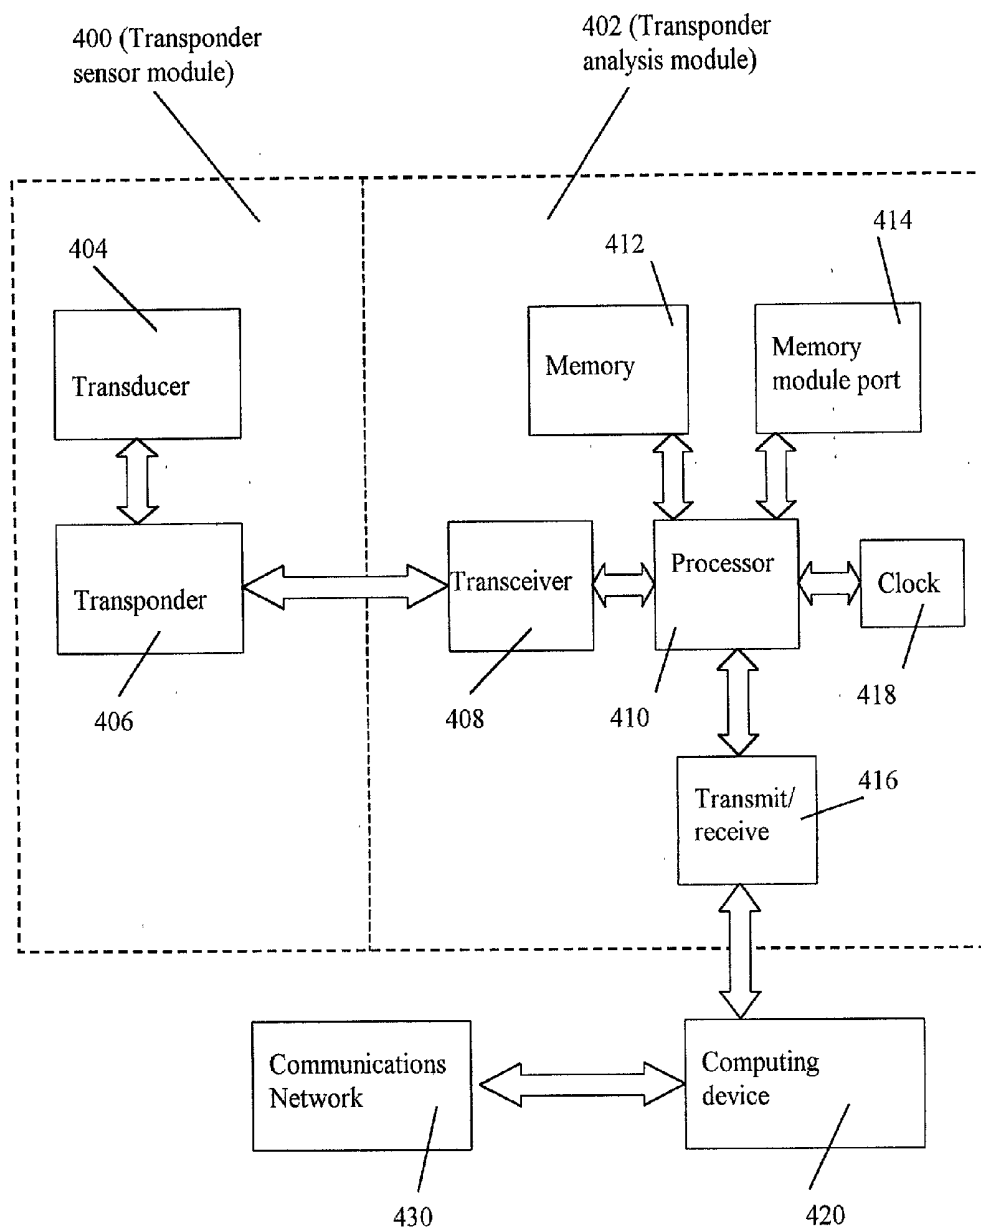 400 (Transponder
sensor module)
402 (Transponder
analysis module)
404
412
414
Transducer
Memory
Memory
module port
Transponder
Transceiver
Processor
Clock
406
408
410
418
Transmit/
receive
416
Communications
Network
Computing
device
430
420